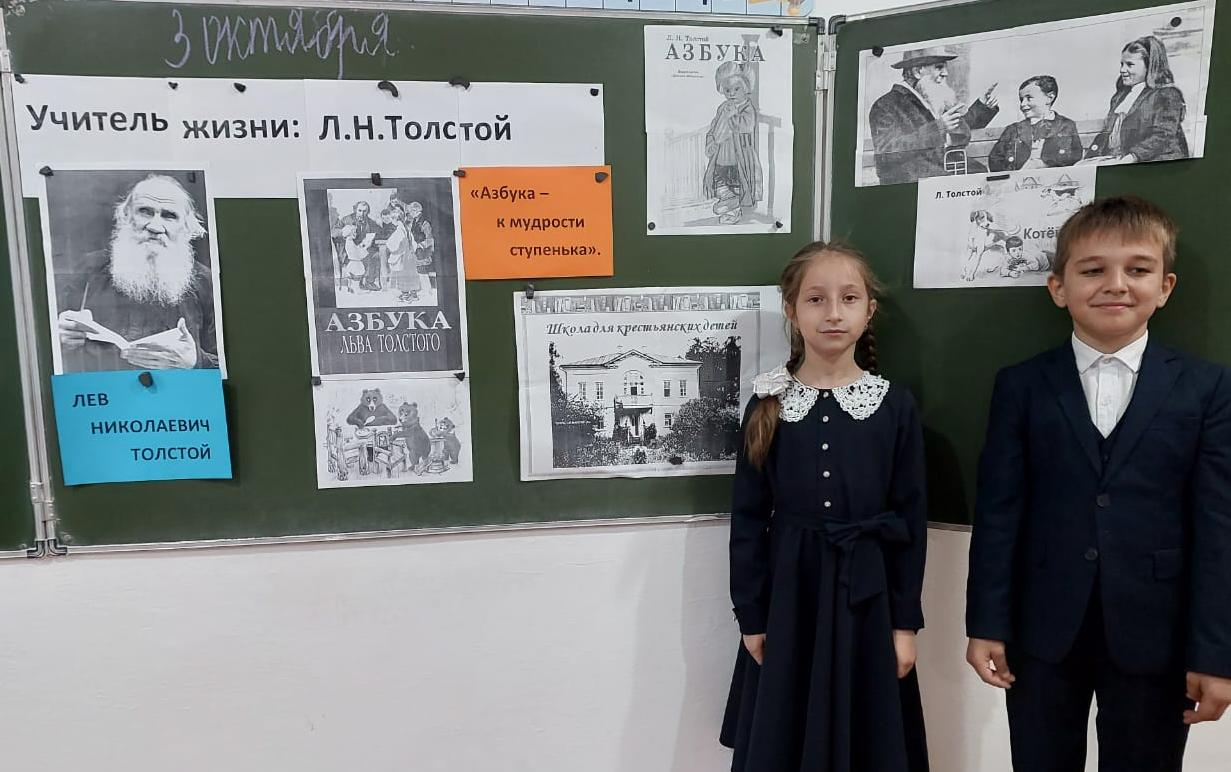 3 октября
Учитель жизни: Л.Н.Толстой
ЛЕВ
НИКОЛАЕВИЧ
ТОЛСТОЙ
АЗБУКА
ЛЬВА ТОЛСТОГО
«Азбука –
к мудрости
ступенька».
Л. Н. Толстой
АЗБУКА
Школа для крестьянских детей
Л. Толстой